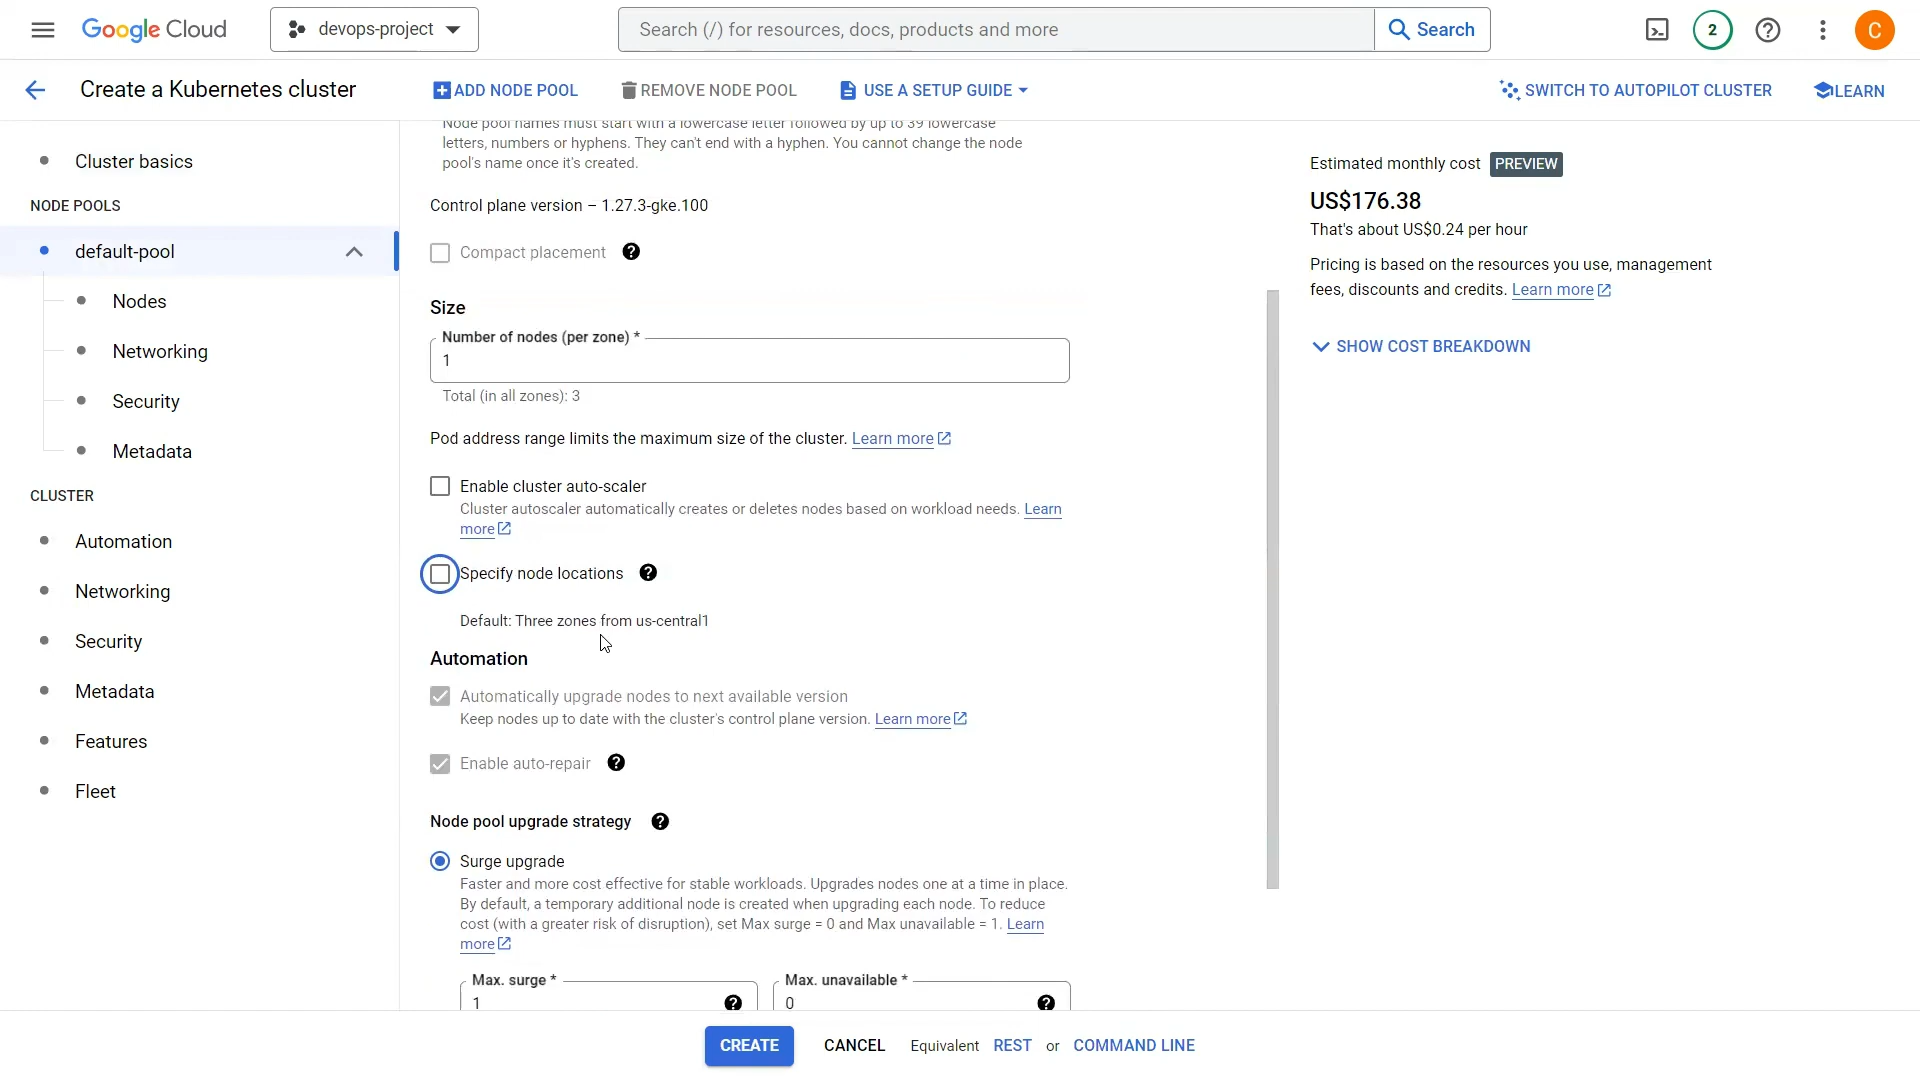 Google Cloud
devops-project
Search (/) for resources, docs, products and more
Search
2
C
Create a Kubernetes cluster
ADD NODE POOL
REMOVE NODE POOL
USE A SETUP GUIDE
SWITCH TO AUTOPILOT CLUSTER
LEARN
Cluster basics
NODE POOLS
default-pool
Nodes
Networking
Security
Metadata
CLUSTER
Automation
Networking
Security
Metadata
Features
Fleet
Node pool names must start with a lowercase letter followed by up to 39 lowercase
letters, numbers or hyphens. They can't end with a hyphen. You cannot change the node
pool's name once it's created.
Control plane version – 1.27.3-gke.100
Compact placement
Size
Number of nodes (per zone) *
1
Total (in all zones): 3
Pod address range limits the maximum size of the cluster. Learn more
Enable cluster auto-scaler
Cluster autoscaler automatically creates or deletes nodes based on workload needs. Learn
more
Specify node locations
Default: Three zones from us-central1
Automation
Automatically upgrade nodes to next available version
Keep nodes up to date with the cluster's control plane version. Learn more
Enable auto-repair
Node pool upgrade strategy
Surge upgrade
Faster and more cost effective for stable workloads. Upgrades nodes one at a time in place.
By default, a temporary additional node is created when upgrading each node. To reduce
cost (with a greater risk of disruption), set Max surge = 0 and Max unavailable = 1. Learn
more
Max. surge *
1
Max. unavailable *
0
Estimated monthly cost PREVIEW
US$176.38
That's about US$0.24 per hour
Pricing is based on the resources you use, management
fees, discounts and credits. Learn more
SHOW COST BREAKDOWN
CREATE
CANCEL
Equivalent REST or COMMAND LINE